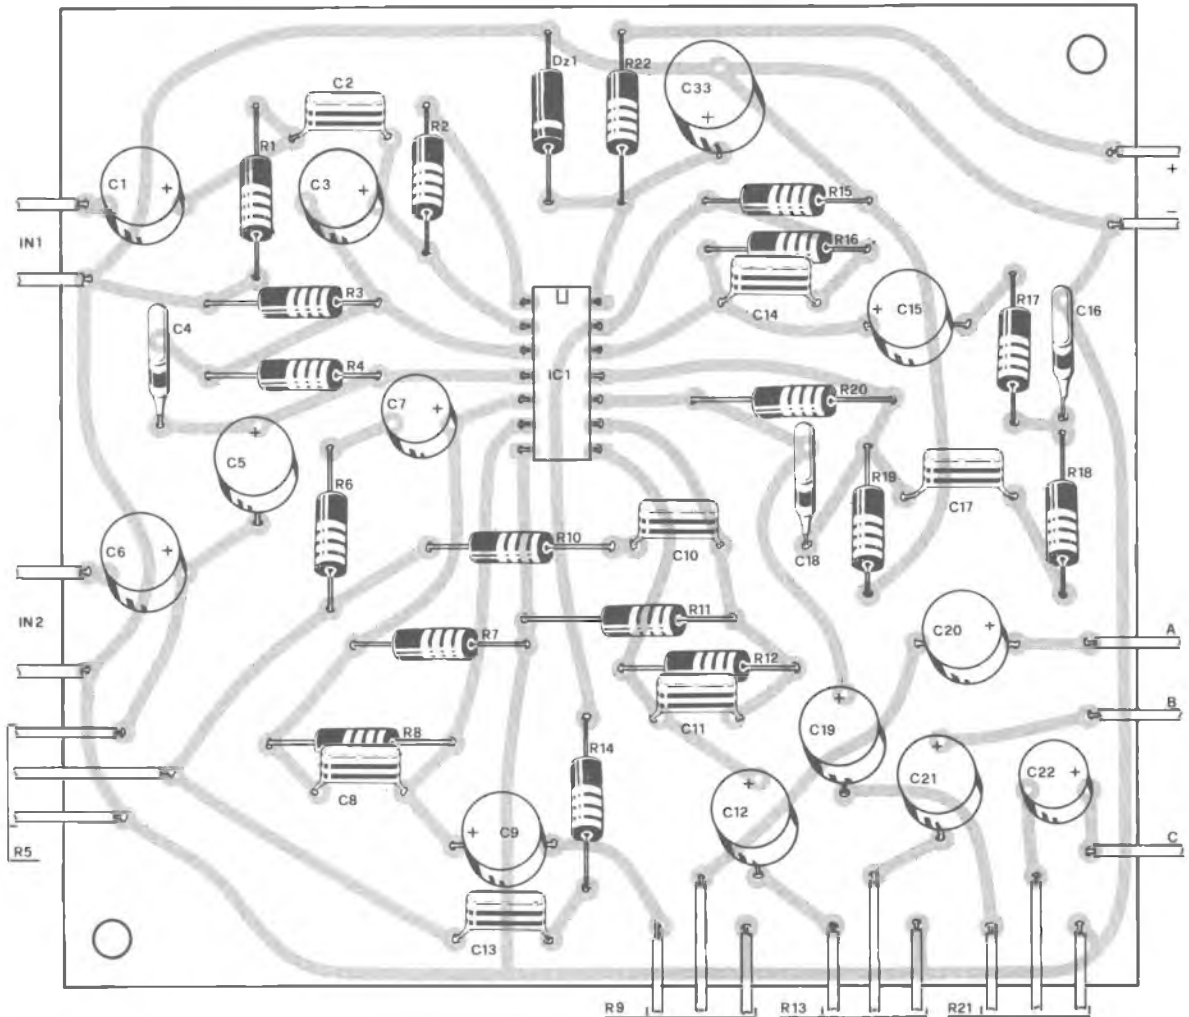 Dz1
R22
C33
+
C2
R2
R1
C1
+
C3
+
+
R15
IN1
−
R16
R3
C14
+
C15
R17
C16
C4
R4
IC1
R20
C7
+
+
C5
R6
R19
C17
R18
C6
+
R10
C10
C18
IN2
R11
R7
C20
+
A
R12
+
B
C11
C19
R8
R14
+
C21
C22
+
+
C12
C8
+
C9
R5
C
C13
R9
R13
R21